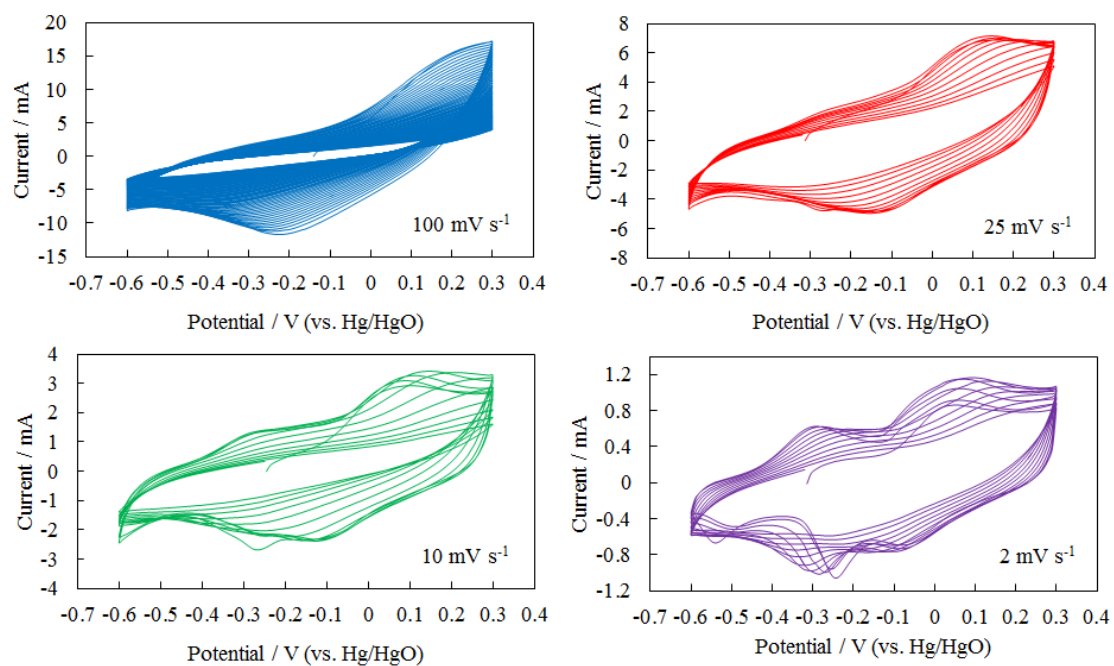 20
15
10
5
0
-5
-10
-15
-0.7 -0.6 -0.5 -0.4 -0.3 -0.2 -0.1 0 0.1 0.2 0.3 0.4
Current / mA
Potential / V (vs. Hg/HgO)
100 mV s⁻¹
8
6
4
2
0
-2
-4
-6
-8
-0.7 -0.6 -0.5 -0.4 -0.3 -0.2 -0.1 0 0.1 0.2 0.3 0.4
Current / mA
Potential / V (vs. Hg/HgO)
25 mV s⁻¹
4
3
2
1
0
-1
-2
-3
-4
-0.7 -0.6 -0.5 -0.4 -0.3 -0.2 -0.1 0 0.1 0.2 0.3 0.4
Current / mA
Potential / V (vs. Hg/HgO)
10 mV s⁻¹
1.2
0.8
0.4
0
-0.4
-0.8
-1.2
-0.7 -0.6 -0.5 -0.4 -0.3 -0.2 -0.1 0 0.1 0.2 0.3 0.4
Current / mA
Potential / V (vs. Hg/HgO)
2 mV s⁻¹